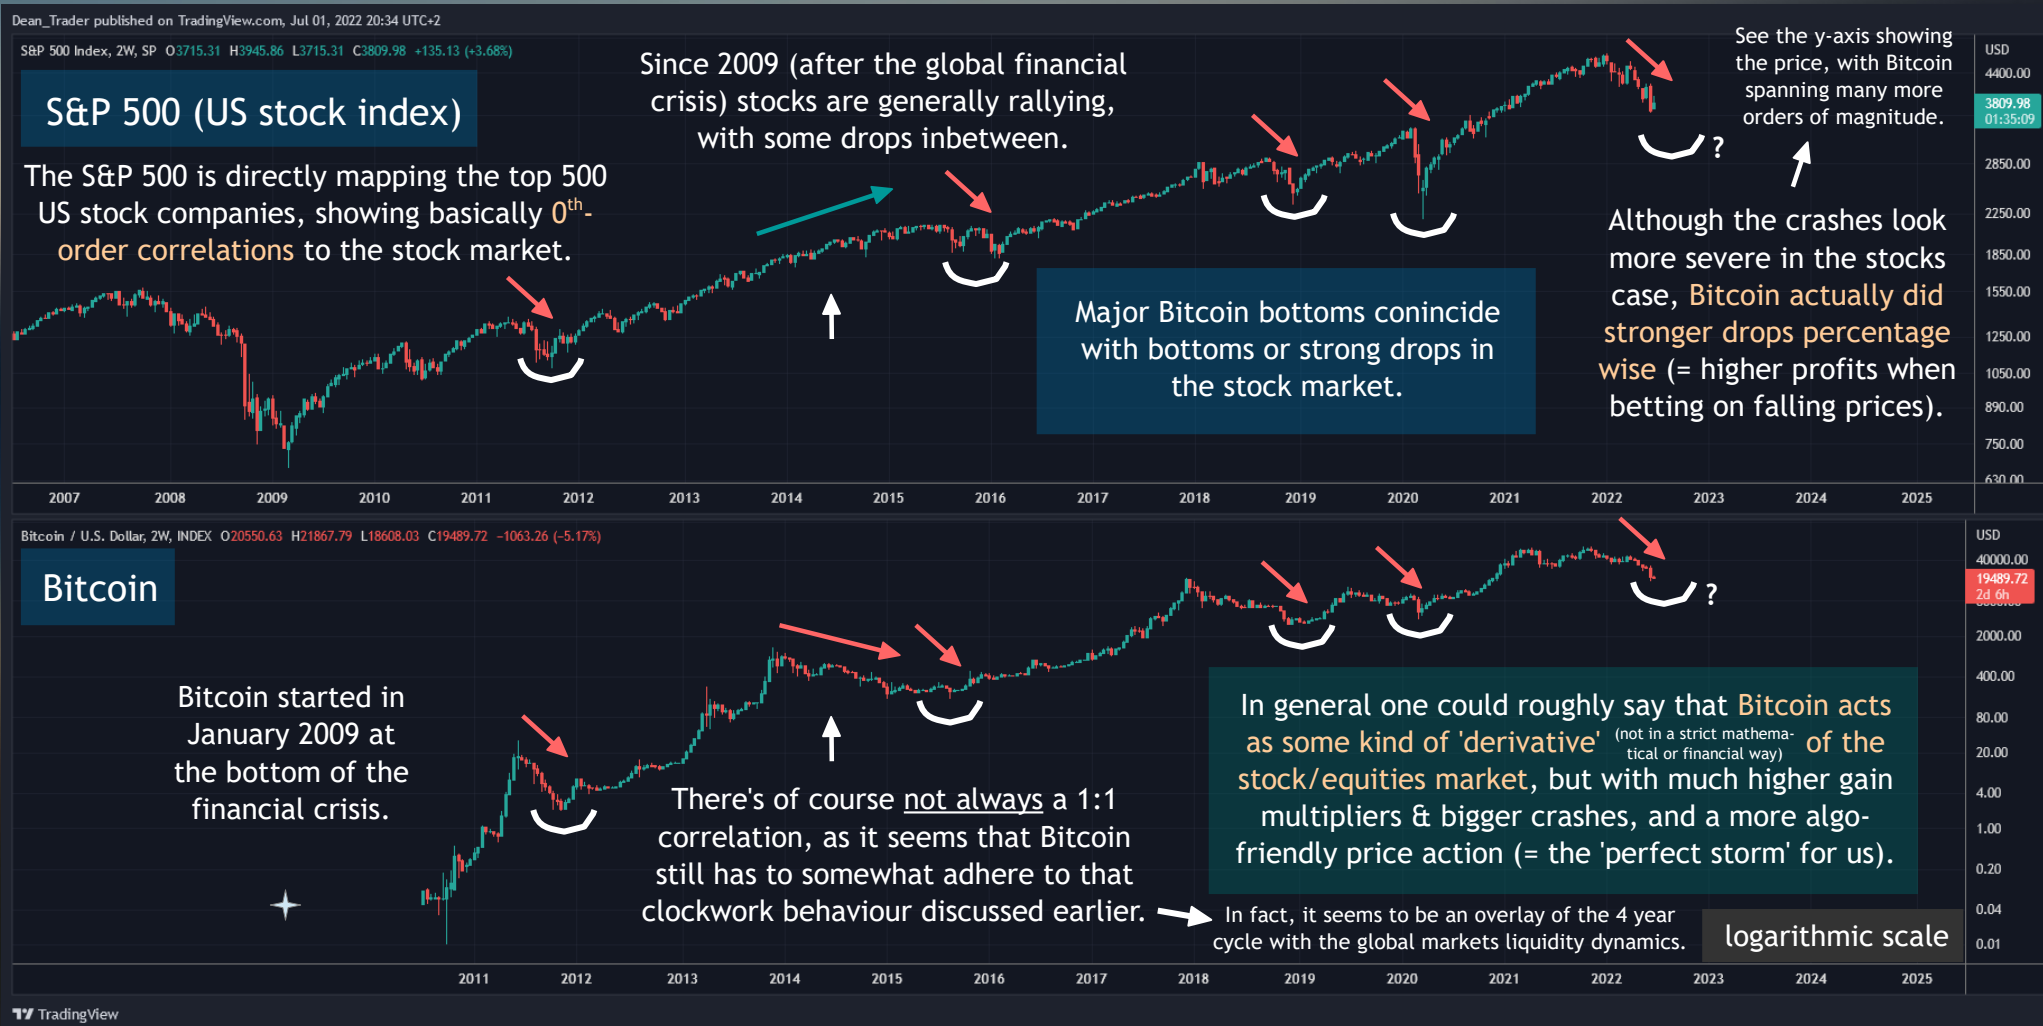 Dean_Trader published on TradingView.com, Jul 01, 2022 20:34 UTC+2
S&P 500 Index, 2W, SP O3715.31 H3945.86 L3715.31 C3809.98 +135.13 (+3.68%)
S&P 500 (US stock index)
The S&P 500 is directly mapping the top 500
US stock companies, showing basically 0th-
order correlations to the stock market.
Since 2009 (after the global financial
crisis) stocks are generally rallying,
with some drops inbetween.
Major Bitcoin bottoms conincide
with bottoms or strong drops in
the stock market.
See the y-axis showing
the price, with Bitcoin
spanning many more
orders of magnitude.
?
Although the crashes look
more severe in the stocks
case, Bitcoin actually did
stronger drops percentage
wise (= higher profits when
betting on falling prices).
USD
4400.00
3809.98
01:35:09
2850.00
2250.00
1850.00
1550.00
1250.00
1050.00
890.00
750.00
630.00
2007 2008 2009 2010 2011 2012 2013 2014 2015 2016 2017 2018 2019 2020 2021 2022 2023 2024 2025
Bitcoin / U.S. Dollar, 2W, INDEX O20550.63 H21867.79 L18608.03 C19489.72 −1063.26 (−5.17%)
Bitcoin
Bitcoin started in
January 2009 at
the bottom of the
financial crisis.
There's of course not always a 1:1
correlation, as it seems that Bitcoin
still has to somewhat adhere to that
clockwork behaviour discussed earlier.
?
In general one could roughly say that Bitcoin acts
as some kind of 'derivative' (not in a strict mathema-
tical or financial way) of the
stock/equities market, but with much higher gain
multipliers & bigger crashes, and a more algo-
friendly price action (= the 'perfect storm' for us).
In fact, it seems to be an overlay of the 4 year
cycle with the global markets liquidity dynamics.
logarithmic scale
USD
40000.00
19489.72
2d 6h
2000.00
400.00
80.00
20.00
4.00
1.00
0.20
0.04
0.01
2011 2012 2013 2014 2015 2016 2017 2018 2019 2020 2021 2022 2023 2024 2025
TradingView